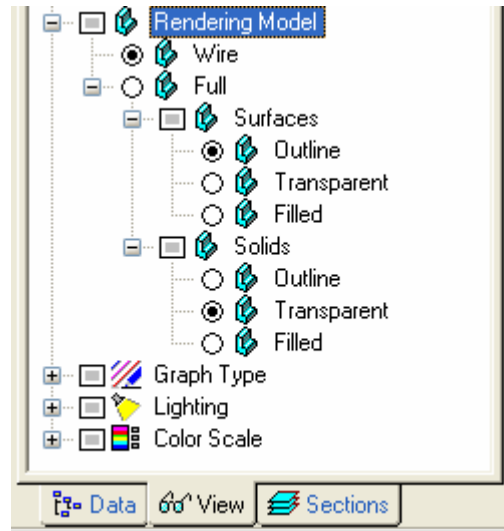 Rendering Model
Wire
Full
Surfaces
Outline
Transparent
Filled
Solids
Outline
Transparent
Filled
Graph Type
Lighting
Color Scale
Data View Sections